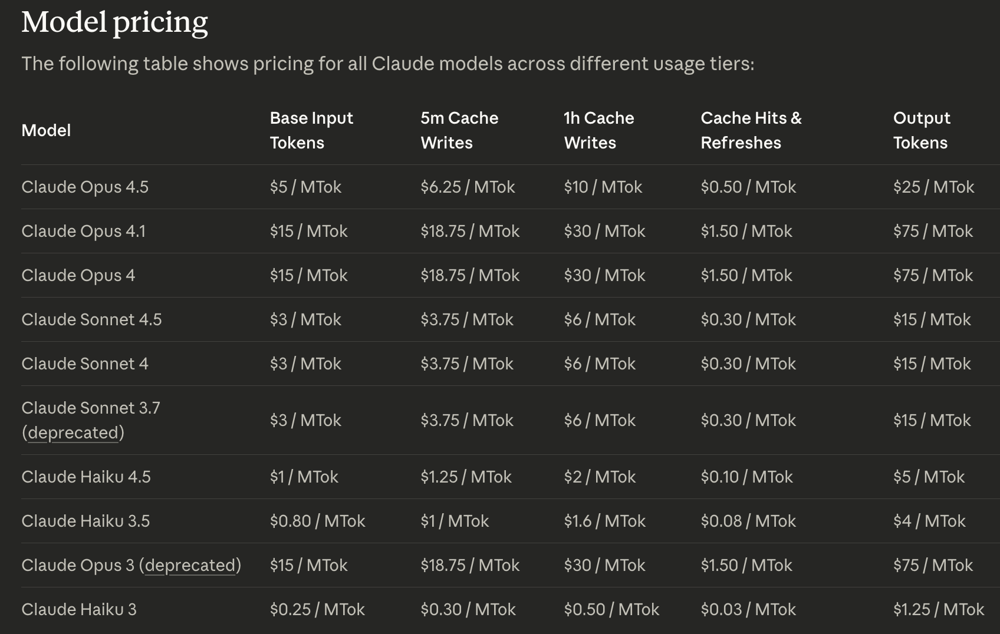 Model pricing
The following table shows pricing for all Claude models across different usage tiers:
Model Base Input Tokens 5m Cache Writes 1h Cache Writes Cache Hits & Refreshes Output Tokens
Claude Opus 4.5 $5 / MTok $6.25 / MTok $10 / MTok $0.50 / MTok $25 / MTok
Claude Opus 4.1 $15 / MTok $18.75 / MTok $30 / MTok $1.50 / MTok $75 / MTok
Claude Opus 4 $15 / MTok $18.75 / MTok $30 / MTok $1.50 / MTok $75 / MTok
Claude Sonnet 4.5 $3 / MTok $3.75 / MTok $6 / MTok $0.30 / MTok $15 / MTok
Claude Sonnet 4 $3 / MTok $3.75 / MTok $6 / MTok $0.30 / MTok $15 / MTok
Claude Sonnet 3.7 (deprecated) $3 / MTok $3.75 / MTok $6 / MTok $0.30 / MTok $15 / MTok
Claude Haiku 4.5 $1 / MTok $1.25 / MTok $2 / MTok $0.10 / MTok $5 / MTok
Claude Haiku 3.5 $0.80 / MTok $1 / MTok $1.6 / MTok $0.08 / MTok $4 / MTok
Claude Opus 3 (deprecated) $15 / MTok $18.75 / MTok $30 / MTok $1.50 / MTok $75 / MTok
Claude Haiku 3 $0.25 / MTok $0.30 / MTok $0.50 / MTok $0.03 / MTok $1.25 / MTok